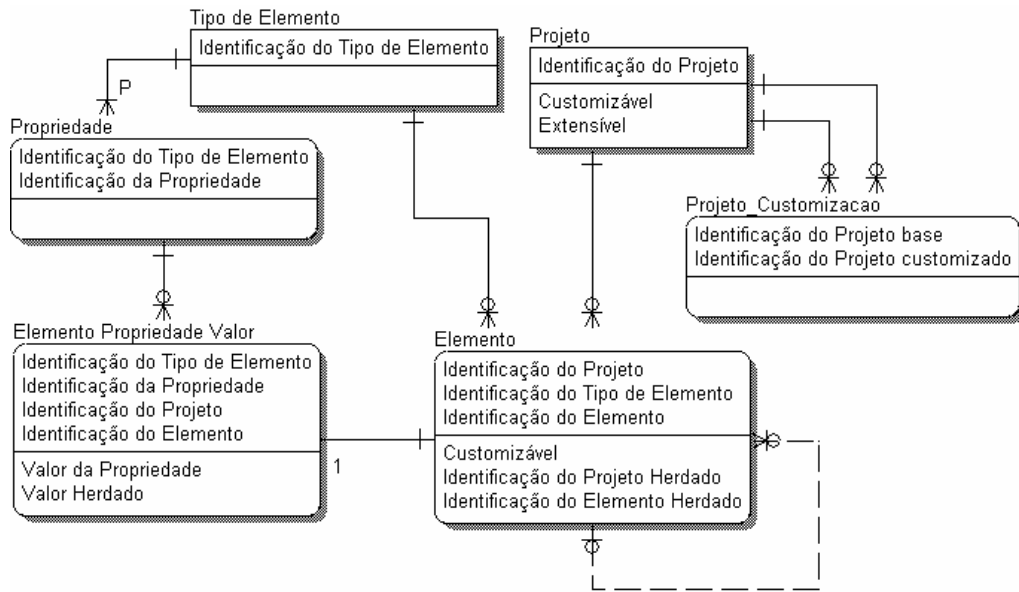 Tipo de Elemento
Identificação do Tipo de Elemento
Projeto
Identificação do Projeto
Customizável
Extensível
P
Propriedade
Identificação do Tipo de Elemento
Identificação da Propriedade
Projeto_Customizacao
Identificação do Projeto base
Identificação do Projeto customizado
Elemento Propriedade Valor
Identificação do Tipo de Elemento
Identificação da Propriedade
Identificação do Projeto
Identificação do Elemento
Valor da Propriedade
Valor Herdado
1
Elemento
Identificação do Projeto
Identificação do Tipo de Elemento
Identificação do Elemento
Customizável
Identificação do Projeto Herdado
Identificação do Elemento Herdado